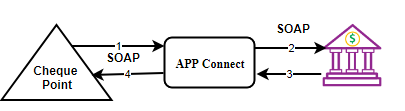 SOAP
1
2
SOAP
Cheque
Point
APP Connect
$
4
3